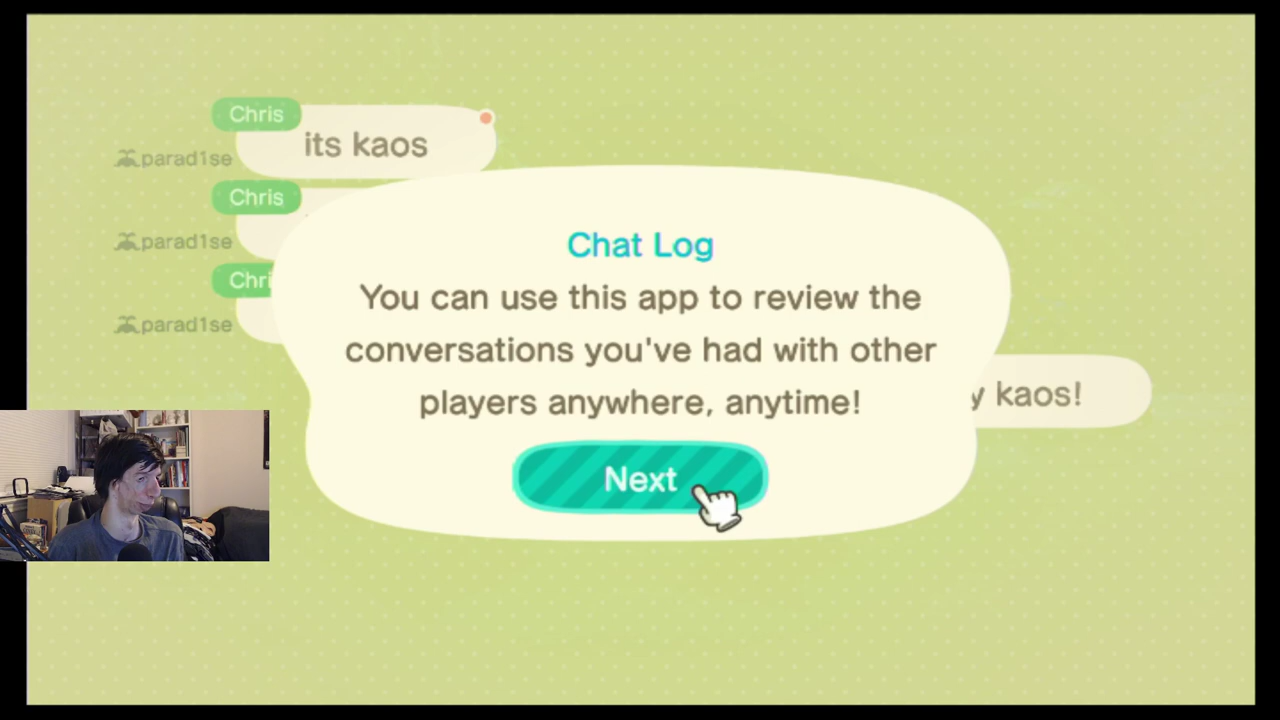 Chris
its kaos
parad1se
Chris
parad1se
Chri
parad1se
Chat Log
You can use this app to review the
conversations you've had with other
players anywhere, anytime!
y kaos!
Next